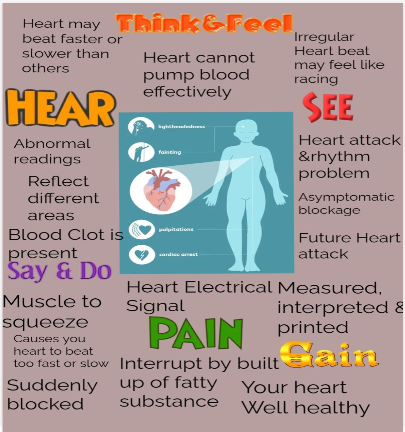 Think&Feel
Heart may
beat faster or
slower than
others
Heart cannot
pump blood
effectively
Irregular
Heart beat
may feel like
racing
HEAR
Abnormal
readings
Reflect
different
areas
Blood Clot is
present
lightheadedness
fainting
palpitations
cardiac arrest
SEE
Heart attack
&rhythm
problem
Asymptomatic
blockage
Future Heart
attack
Say & Do
Muscle to
squeeze
Causes you
heart to beat
too fast or slow
Suddenly
blocked
Heart Electrical
Signal
PAIN
Interrupt by built
up of fatty
substance
Measured,
interpreted &
printed
Gain
Your heart
Well healthy